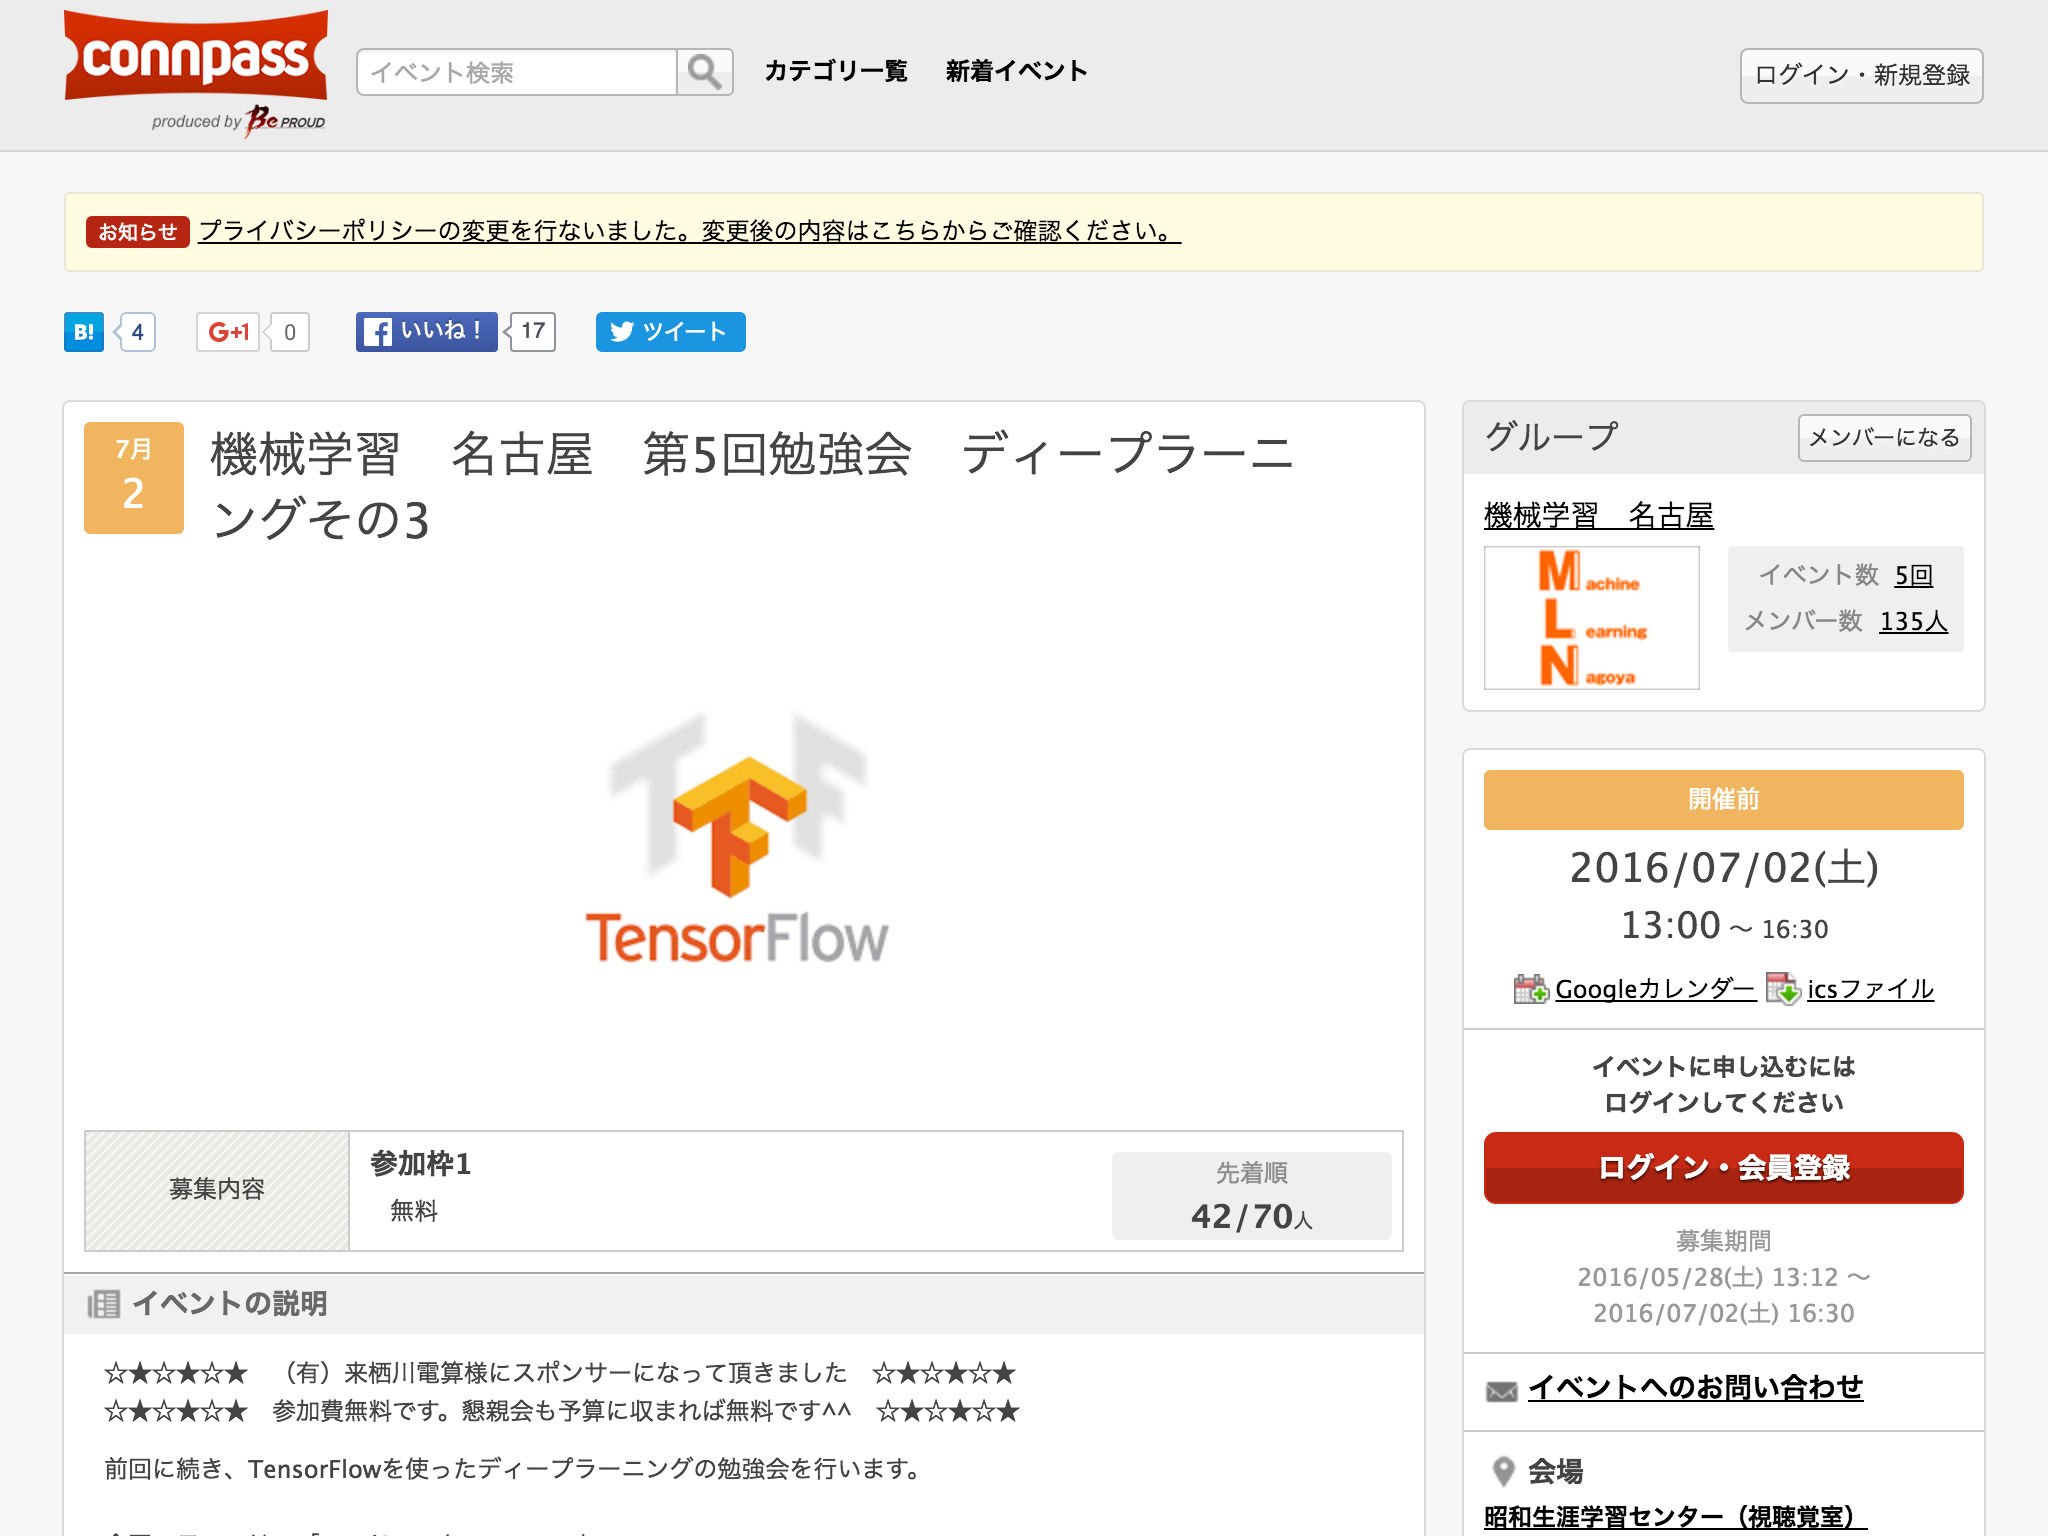 connpass
produced by Be PROUD
イベント検索
カテゴリ一覧 新着イベント
ログイン・新規登録
お知らせ プライバシーポリシーの変更を行ないました。変更後の内容はこちらからご確認ください。
B! 4 G+1 0 いいね！ 17 ツイート
7月
2
機械学習　名古屋　第5回勉強会　ディープラーニ
ングその3
TF
TensorFlow
募集内容
参加枠1
無料
先着順
42/70人
イベントの説明
☆★☆★☆★　（有）来栖川電算様にスポンサーになって頂きました　☆★☆★☆★
☆★☆★☆★　参加費無料です。懇親会も予算に収まれば無料です^^　☆★☆★☆★
前回に続き、TensorFlowを使ったディープラーニングの勉強会を行います。
グループ
メンバーになる
機械学習　名古屋
Machine
Learning
Nagoya
イベント数 5回
メンバー数 135人
開催前
2016/07/02(土)
13:00 〜 16:30
Googleカレンダー icsファイル
イベントに申し込むには
ログインしてください
ログイン・会員登録
募集期間
2016/05/28(土) 13:12 〜
2016/07/02(土) 16:30
イベントへのお問い合わせ
会場
昭和生涯学習センター（視聴覚室）